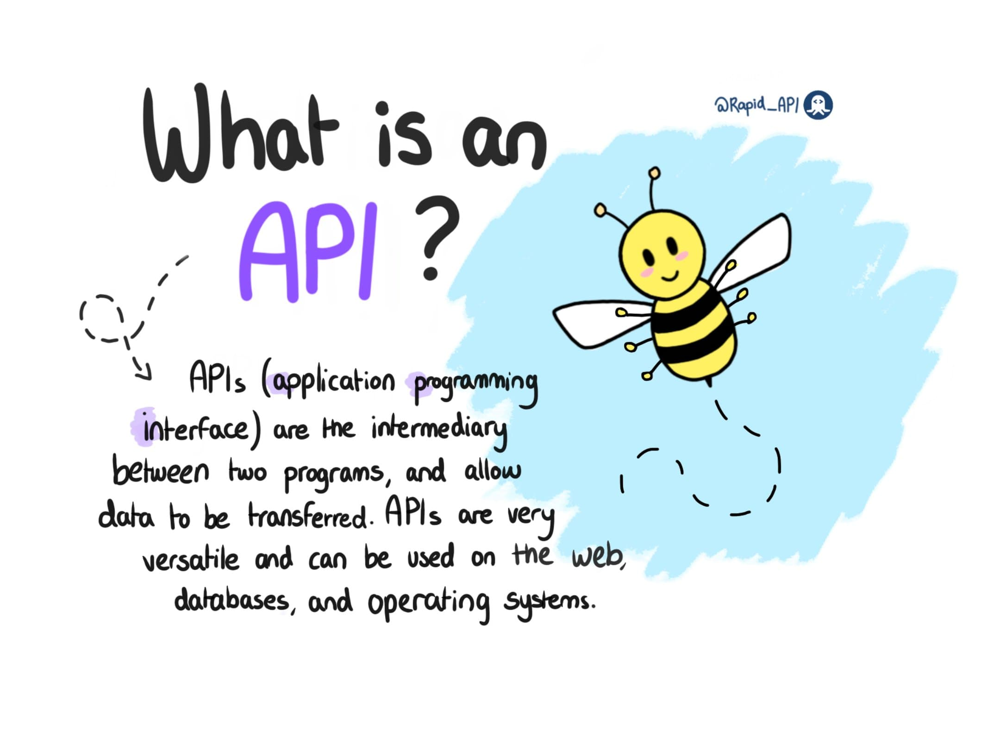 What is an
API ?
@Rapid_API
APIs (application programming
interface) are the intermediary
between two programs, and allow
data to be transferred. APIs are very
versatile and can be used on the web,
databases, and operating systems.